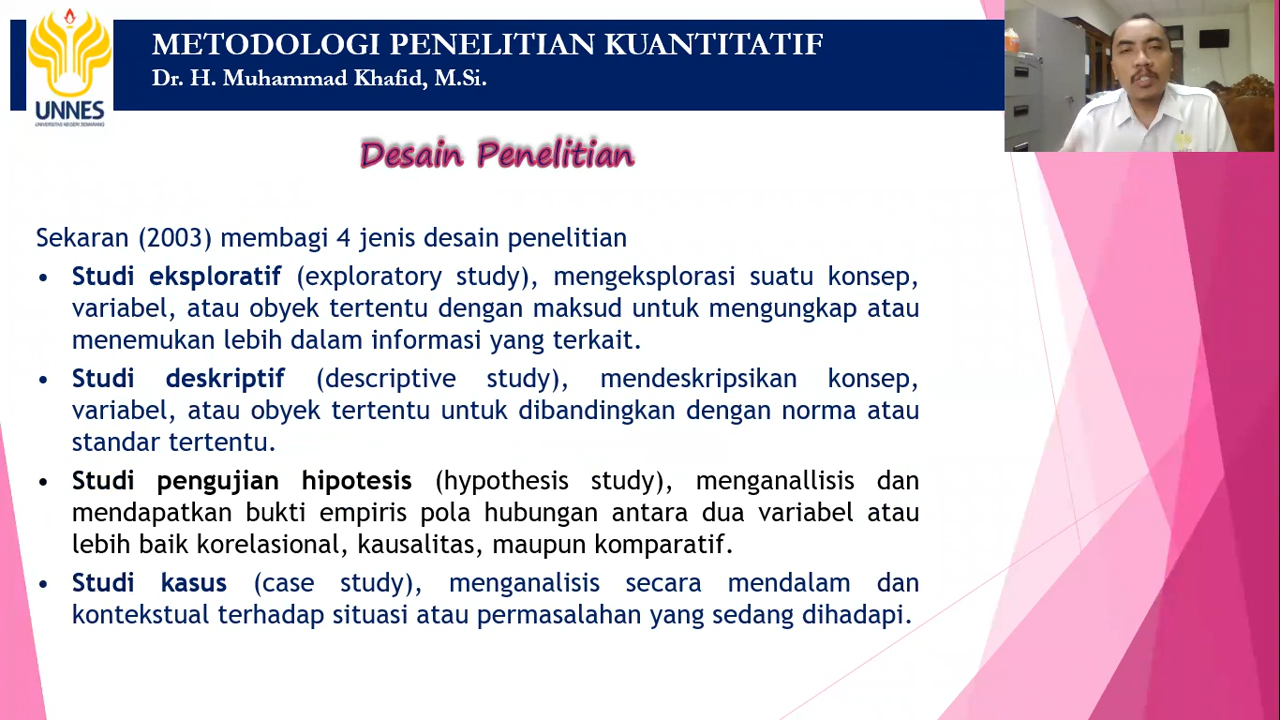 METODOLOGI PENELITIAN KUANTITATIF
Dr. H. Muhammad Khafid, M.Si.
UNNES
UNIVERSITAS NEGERI SEMARANG
Desain Penelitian
Sekaran (2003) membagi 4 jenis desain penelitian
• Studi eksploratif (exploratory study), mengeksplorasi suatu konsep,
variabel, atau obyek tertentu dengan maksud untuk mengungkap atau
menemukan lebih dalam informasi yang terkait.
• Studi deskriptif (descriptive study), mendeskripsikan konsep,
variabel, atau obyek tertentu untuk dibandingkan dengan norma atau
standar tertentu.
• Studi pengujian hipotesis (hypothesis study), menganallisis dan
mendapatkan bukti empiris pola hubungan antara dua variabel atau
lebih baik korelasional, kausalitas, maupun komparatif.
• Studi kasus (case study), menganalisis secara mendalam dan
kontekstual terhadap situasi atau permasalahan yang sedang dihadapi.